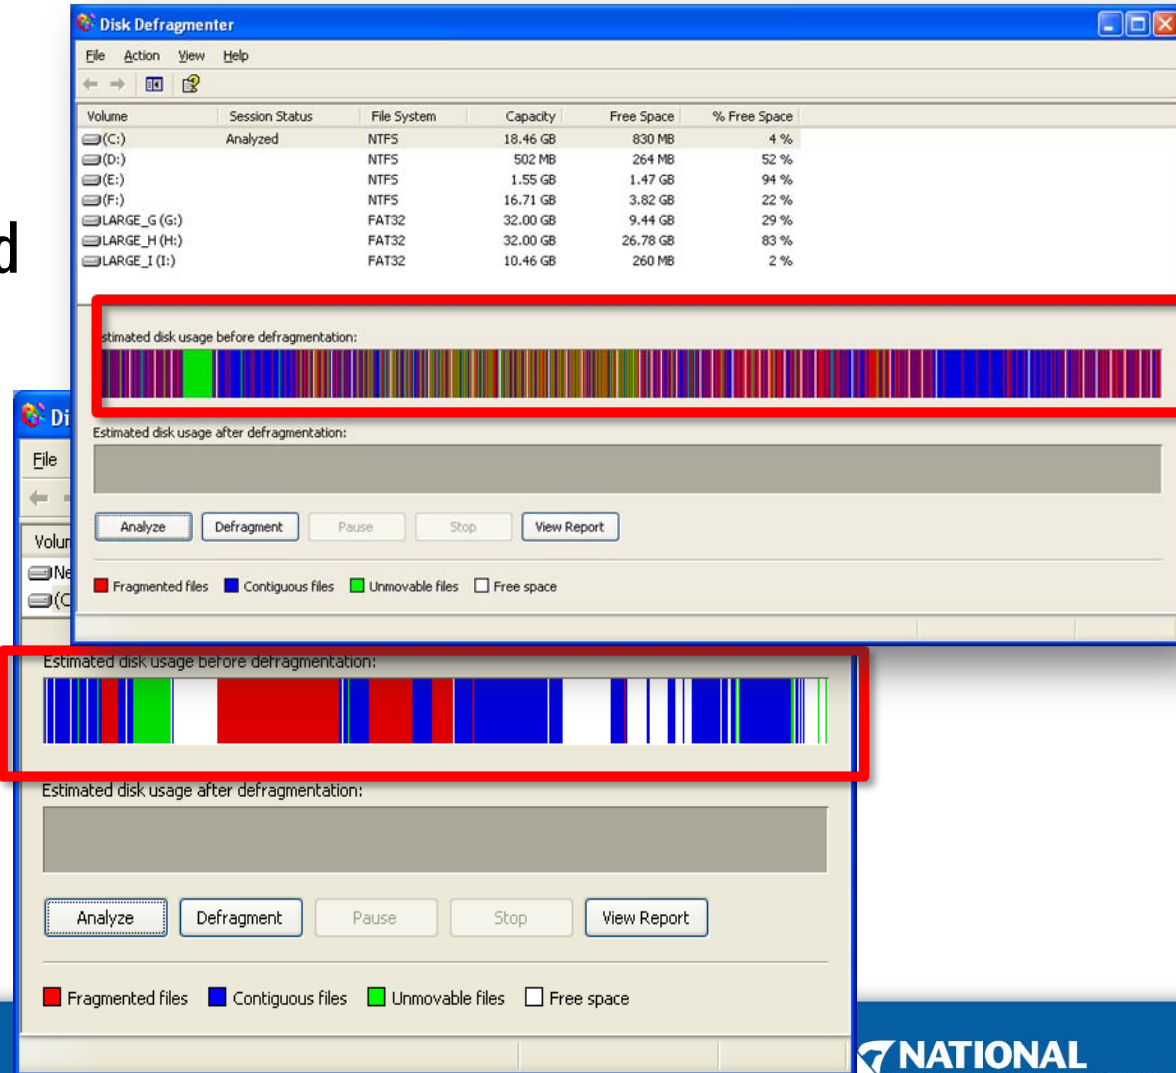 Disk Defragmenter
File Action View Help
Volume Session Status File System Capacity Free Space % Free Space
(C:) Analyzed NTFS 18.46 GB 830 MB 4 %
(D:) NTFS 502 MB 264 MB 52 %
(E:) NTFS 1.55 GB 1.47 GB 94 %
(F:) NTFS 16.71 GB 3.82 GB 22 %
LARGE_G (G:) FAT32 32.00 GB 9.44 GB 29 %
LARGE_H (H:) FAT32 32.00 GB 26.78 GB 83 %
LARGE_I (I:) FAT32 10.46 GB 260 MB 2 %
d
stimated disk usage before defragmentation:
Estimated disk usage after defragmentation:
Analyze Defragment Pause Stop View Report
Fragmented files Contiguous files Unmovable files Free space
Di
File
Volum
Ne
(C
Estimated disk usage before defragmentation:
Estimated disk usage after defragmentation:
Analyze Defragment Pause Stop View Report
Fragmented files Contiguous files Unmovable files Free space
NATIONAL